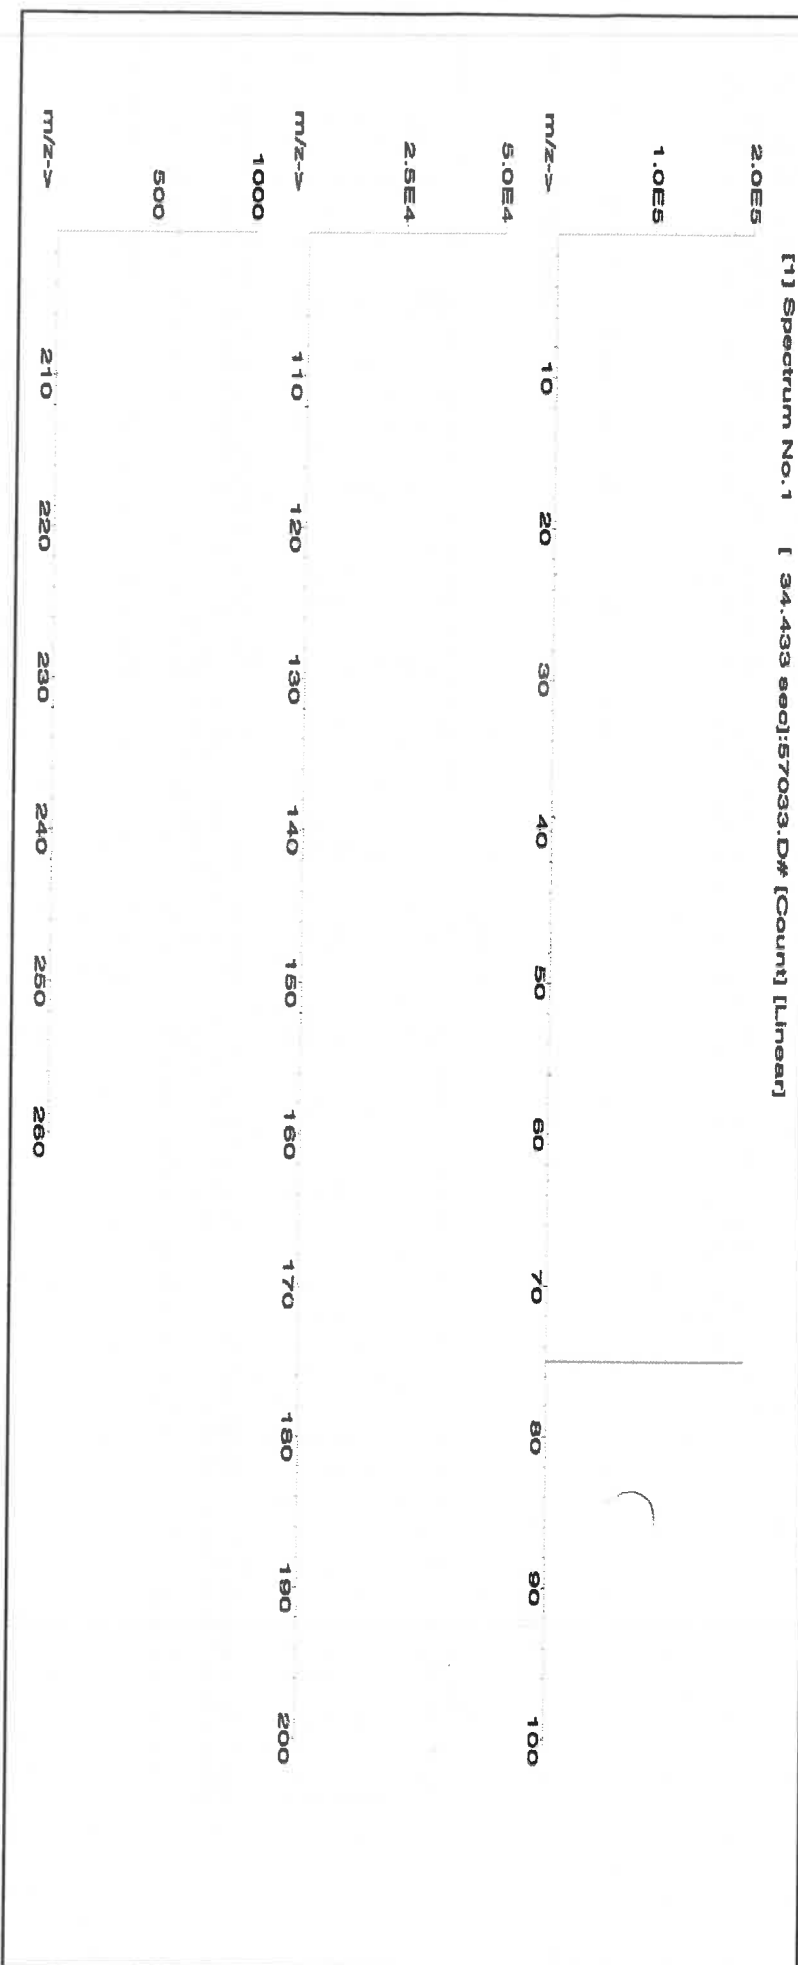 [1] Spectrum No.1 [ 34.433 sec]:57033.D# [Count] [Linear]
2.0E5
1.0E5
m/z->
10 20 30 40 50 60 70 80 90 100
5.0E4
2.5E4
m/z->
110 120 130 140 150 160 170 180 190 200
1000
500
m/z->
210 220 230 240 250 260